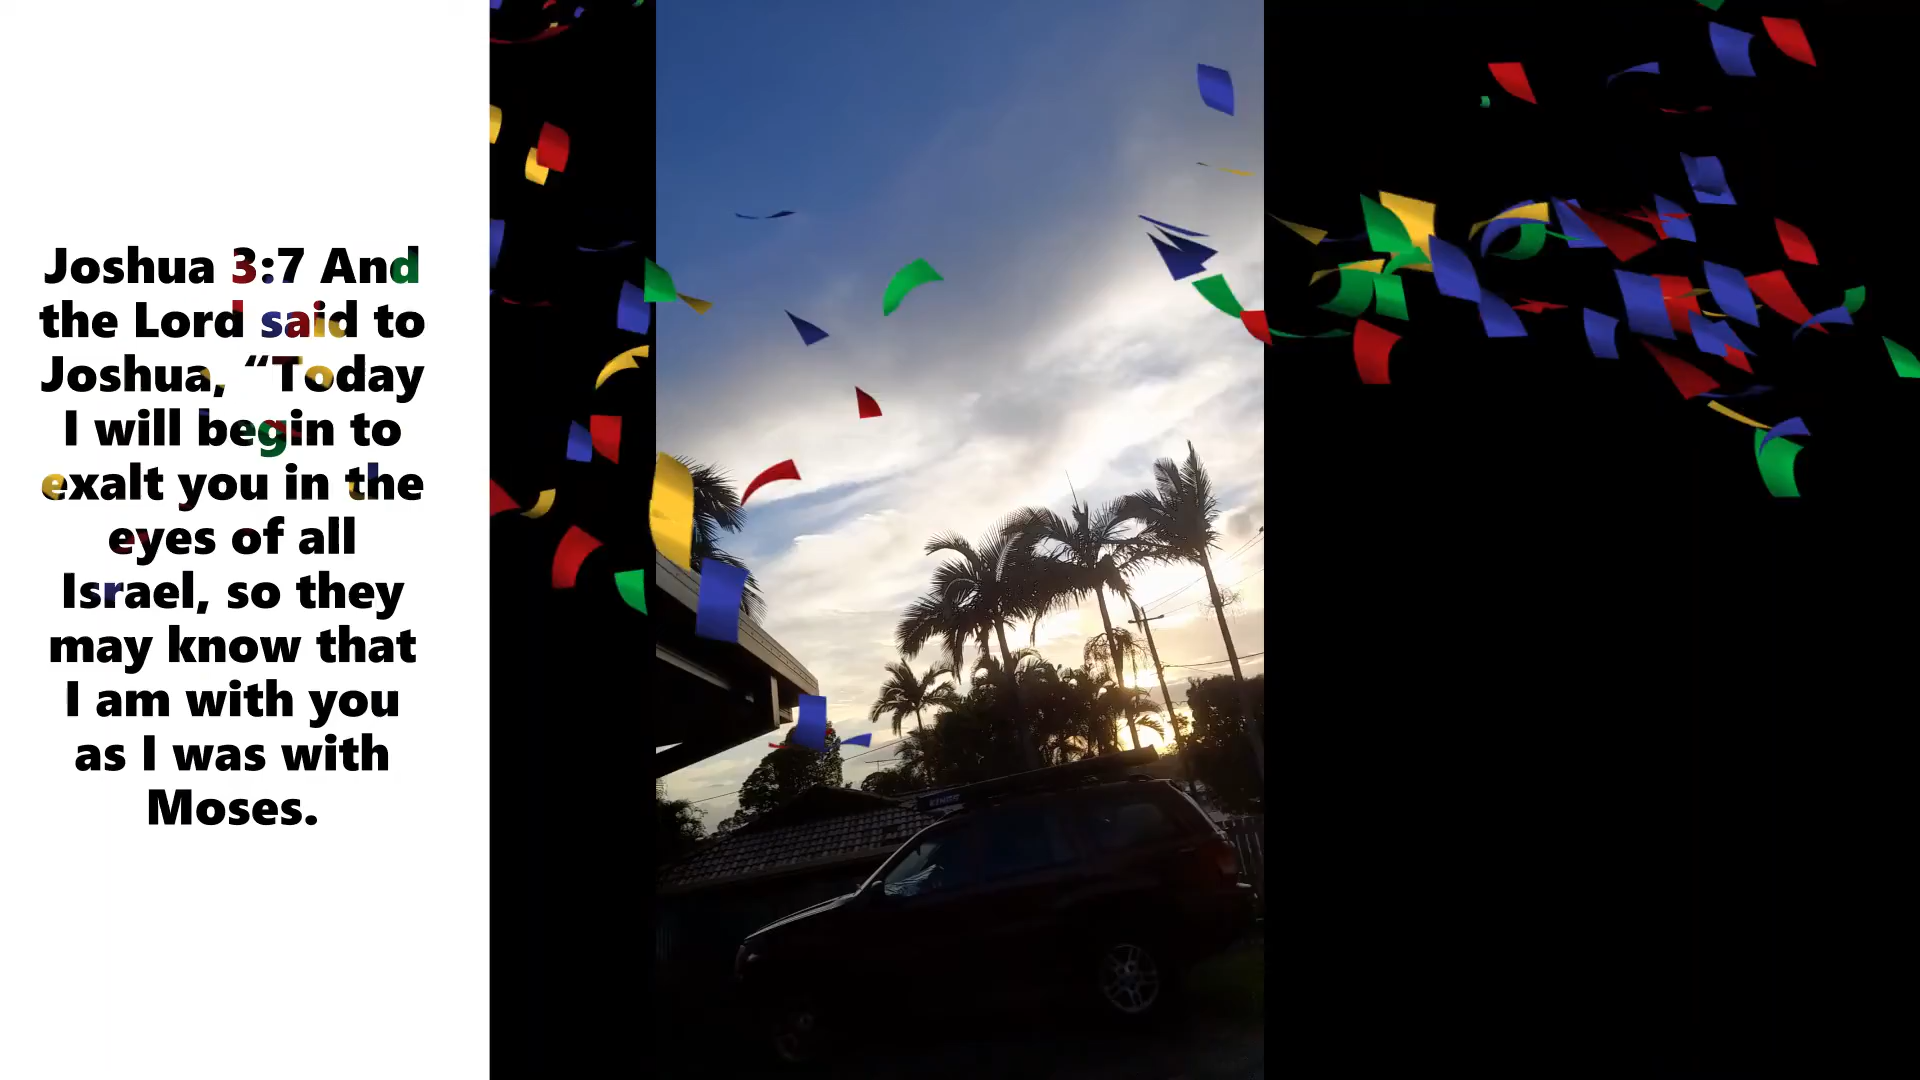 Joshua 3:7 And
the Lord said to
Joshua, “Today
I will begin to
exalt you in the
eyes of all
Israel, so they
may know that
I am with you
as I was with
Moses.
KINGS